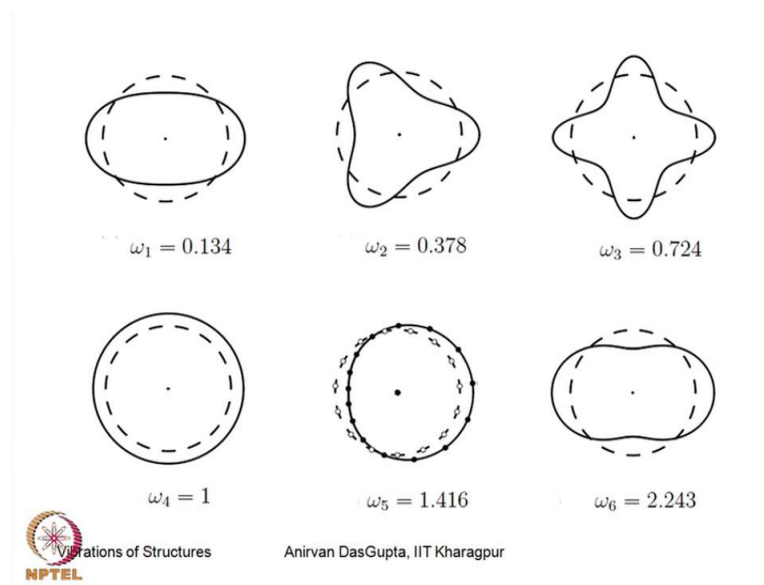 ω₁ = 0.134
ω₂ = 0.378
ω₃ = 0.724
ω₄ = 1
ω₅ = 1.416
ω₆ = 2.243
Vibrations of Structures
Anirvan DasGupta, IIT Kharagpur
NPTEL